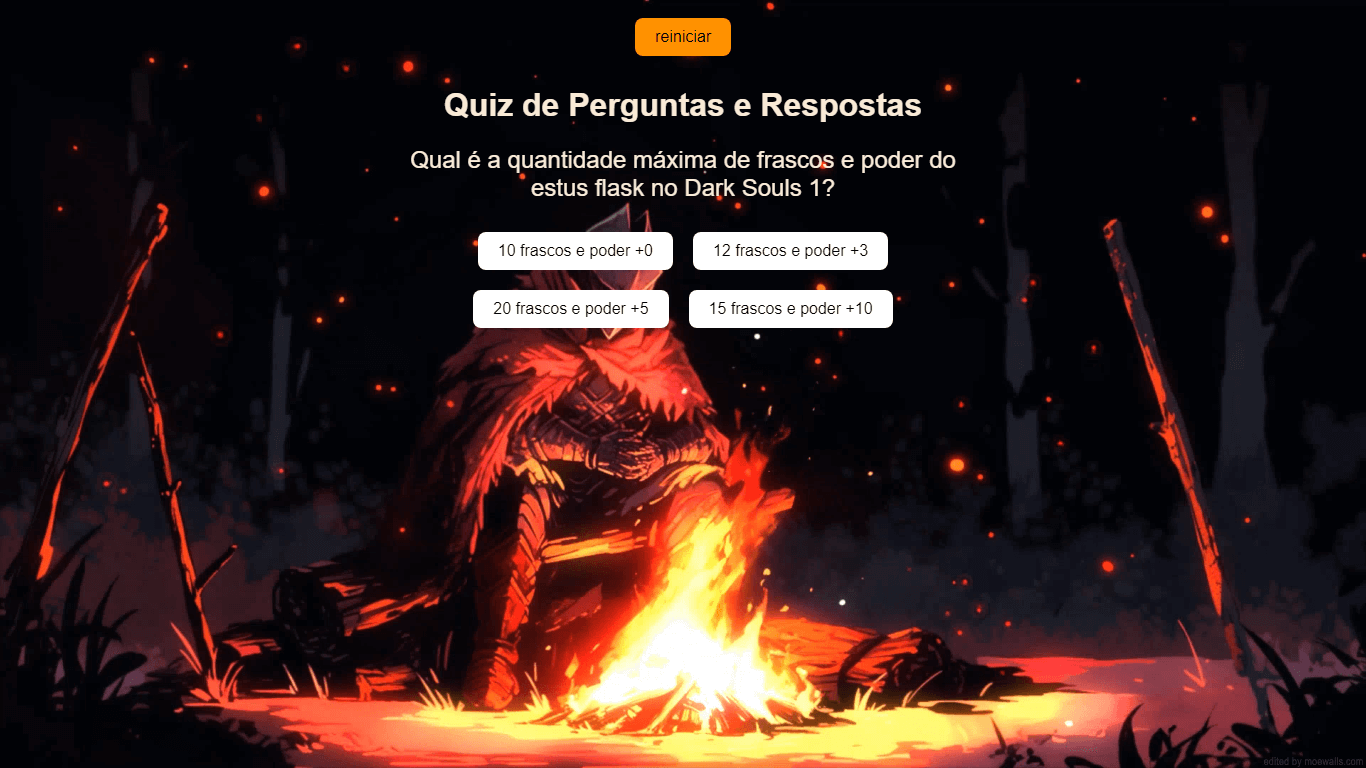 reiniciar
Quiz de Perguntas e Respostas
Qual é a quantidade máxima de frascos e poder do
estus flask no Dark Souls 1?
10 frascos e poder +0
12 frascos e poder +3
20 frascos e poder +5
15 frascos e poder +10
edited by moewalls.com